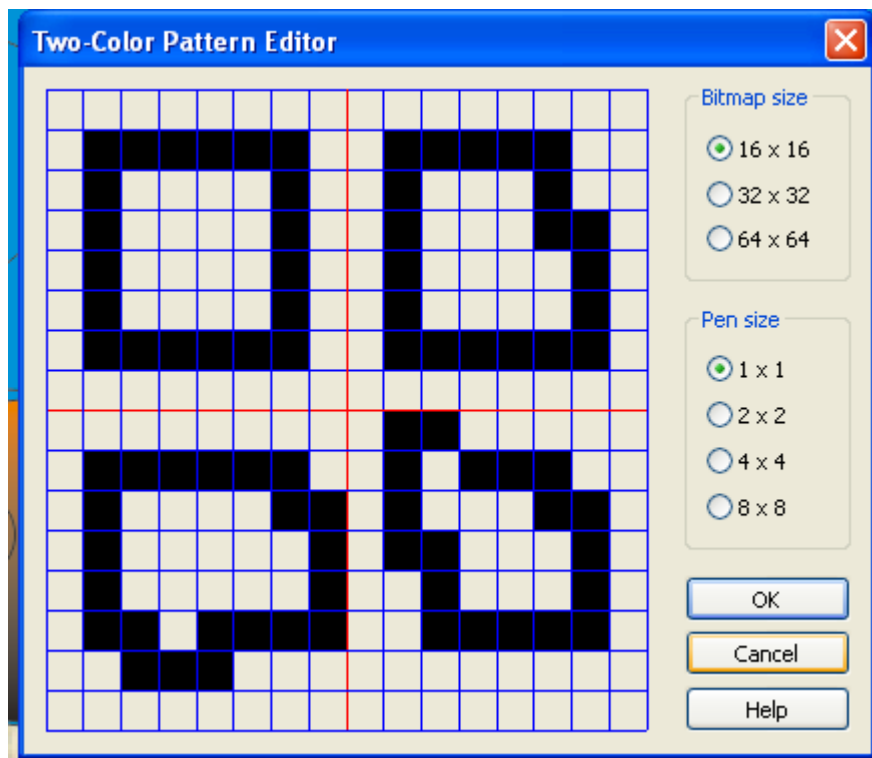 Two-Color Pattern Editor
Bitmap size
16 x 16
32 x 32
64 x 64
Pen size
1 x 1
2 x 2
4 x 4
8 x 8
OK
Cancel
Help